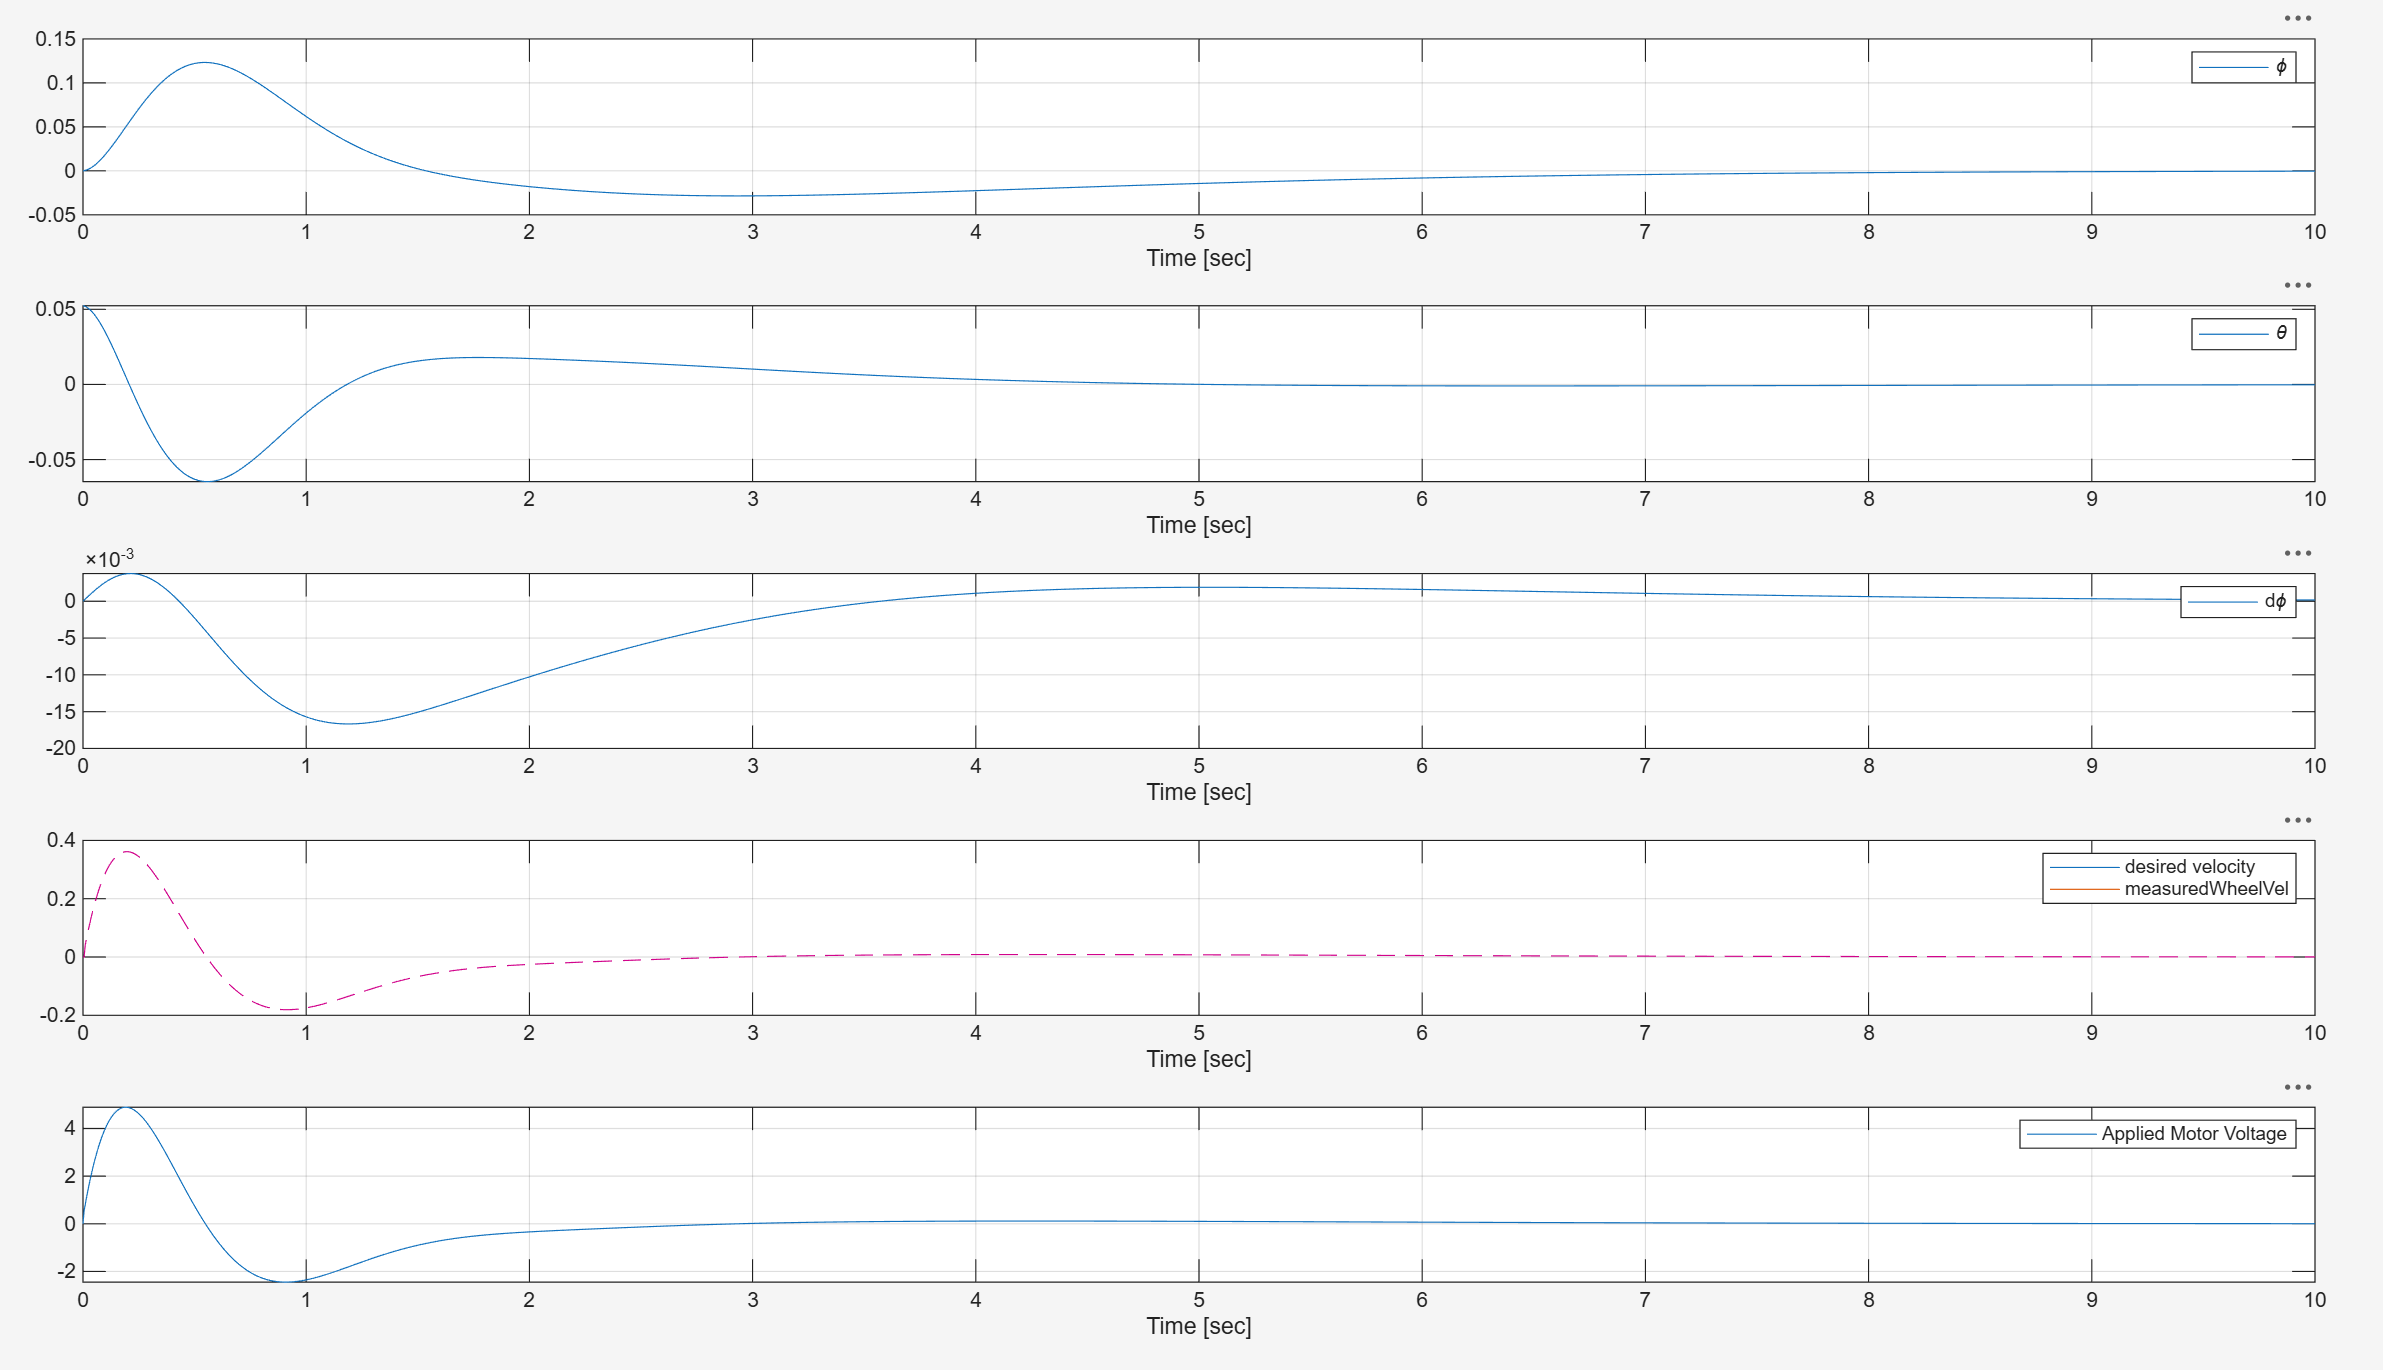 0.15
0.1
0.05
0
-0.05
0 1 2 3 4 5 6 7 8 9 10
Time [sec]
ϕ
0.05
0
-0.05
0 1 2 3 4 5 6 7 8 9 10
Time [sec]
θ
×10-3
0
-5
-10
-15
-20
0 1 2 3 4 5 6 7 8 9 10
Time [sec]
dϕ
0.4
0.2
0
-0.2
0 1 2 3 4 5 6 7 8 9 10
Time [sec]
desired velocity
measuredWheelVel
4
2
0
-2
0 1 2 3 4 5 6 7 8 9 10
Time [sec]
Applied Motor Voltage